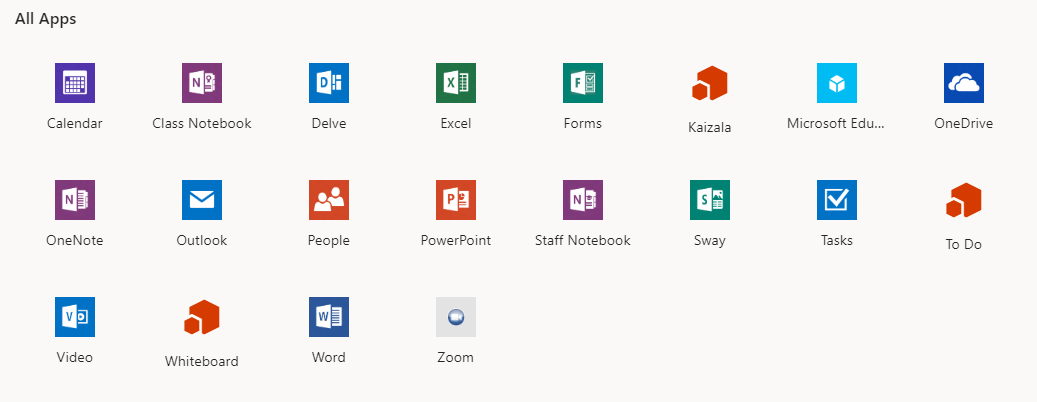 All Apps
Calendar Class Notebook Delve Excel Forms Kaizala Microsoft Edu... OneDrive
OneNote Outlook People PowerPoint Staff Notebook Sway Tasks To Do
Video Whiteboard Word Zoom